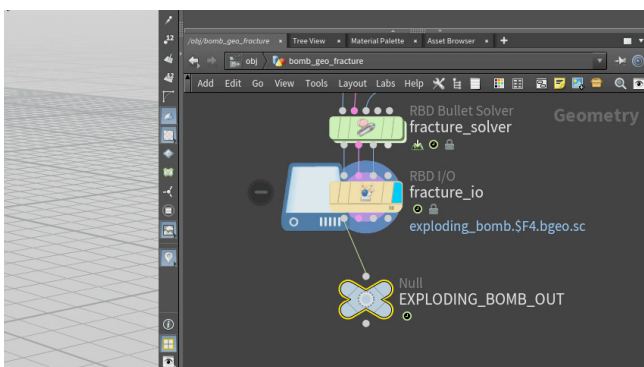 /obj/bomb_geo_fracture × Tree View × Material Palette × Asset Browser × +
obj bomb_geo_fracture
Add Edit Go View Tools Layout Labs Help
Geometry
RBD Bullet Solver
fracture_solver
RBD I/O
fracture_io
exploding_bomb.$F4.bgeo.sc
Null
EXPLODING_BOMB_OUT